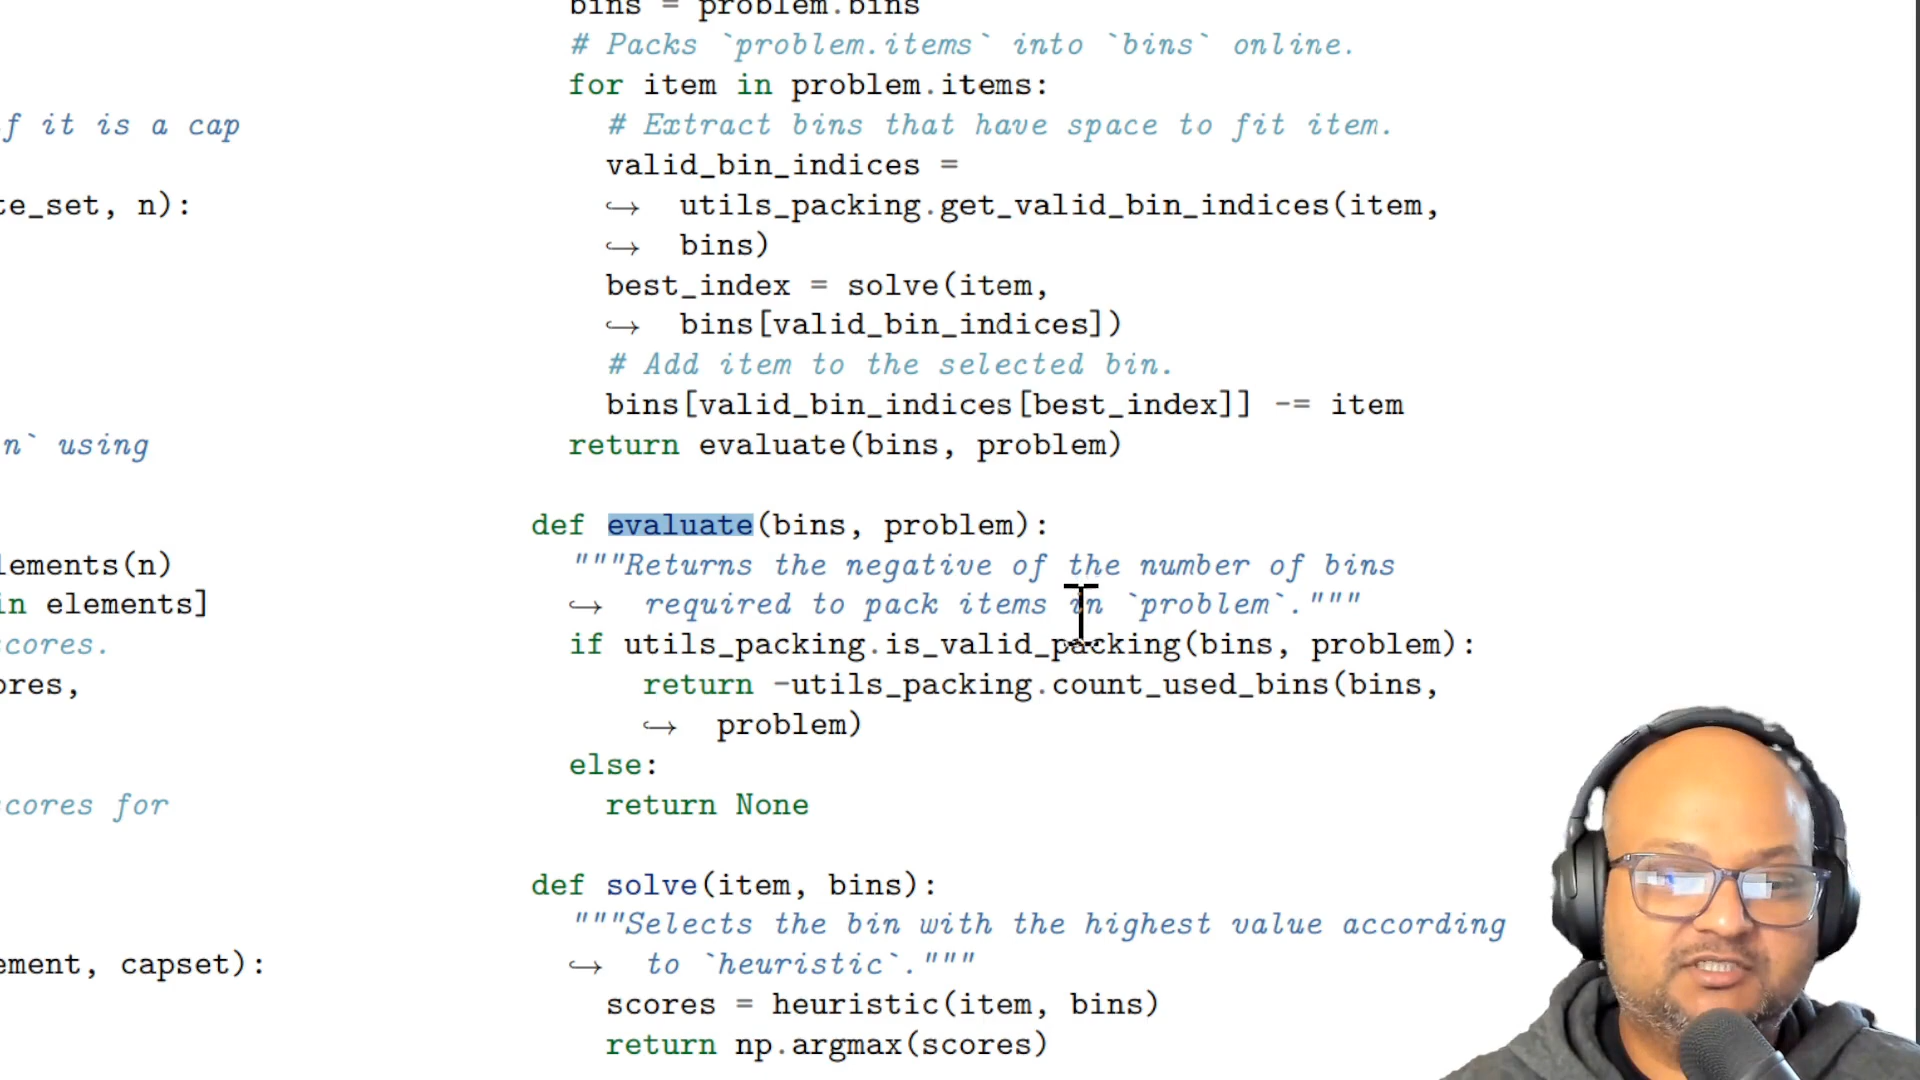 bins = problem.bins
# Packs `problem.items` into `bins` online.
for item in problem.items:
# Extract bins that have space to fit item.
valid_bin_indices =
↪ utils_packing.get_valid_bin_indices(item,
↪ bins)
best_index = solve(item,
↪ bins[valid_bin_indices])
# Add item to the selected bin.
bins[valid_bin_indices[best_index]] -= item
return evaluate(bins, problem)
def evaluate(bins, problem):
"""Returns the negative of the number of bins
↪ required to pack items in `problem`."""
if utils_packing.is_valid_packing(bins, problem):
return -utils_packing.count_used_bins(bins,
↪ problem)
else:
return None
def solve(item, bins):
"""Selects the bin with the highest value according
↪ to `heuristic`."""
scores = heuristic(item, bins)
return np.argmax(scores)
f it is a cap
te_set, n):
n` using
lements(n)
in elements]
cores.
ores,
cores for
ement, capset):